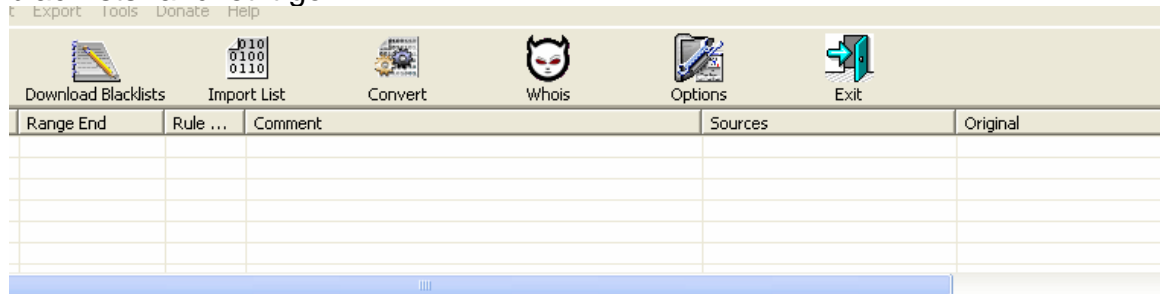 Export Tools Donate Help
010
0100
0110
Download Blacklists Import List Convert Whois Options Exit
Range End Rule ... Comment Sources Original